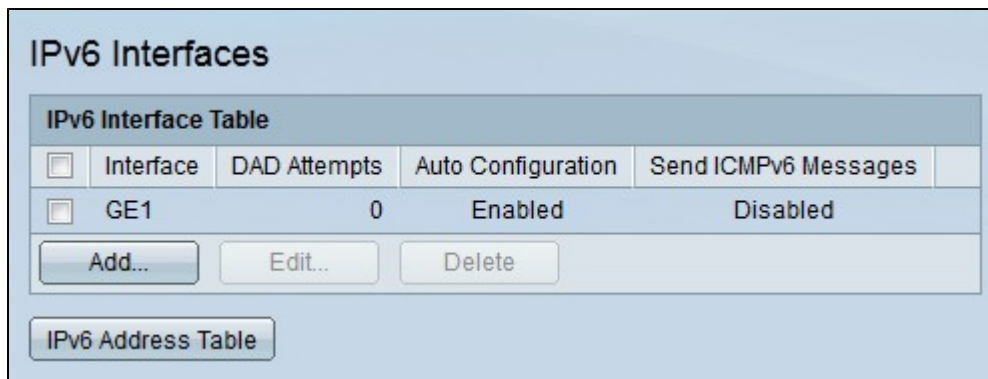 IPv6 Interfaces
IPv6 Interface Table
Interface DAD Attempts Auto Configuration Send ICMPv6 Messages
GE1 0 Enabled Disabled
Add... Edit... Delete
IPv6 Address Table